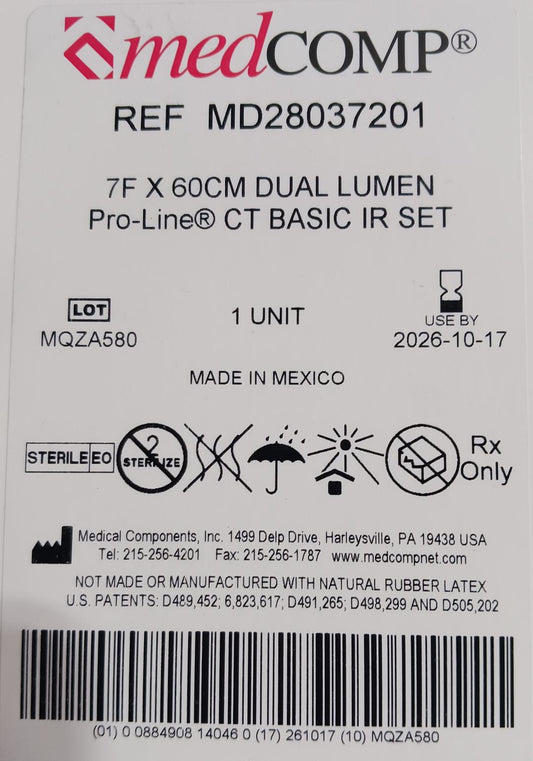 medCOMP®
REF MD28037201
7F X 60CM DUAL LUMEN
Pro-Line® CT BASIC IR SET
LOT
MQZA580
1 UNIT
USE BY
2026-10-17
MADE IN MEXICO
STERILE EO
2
STERILIZE
Rx
Only
Medical Components, Inc. 1499 Delp Drive, Harleysville, PA 19438 USA
Tel: 215-256-4201 Fax: 215-256-1787 www.medcompnet.com
NOT MADE OR MANUFACTURED WITH NATURAL RUBBER LATEX
U.S. PATENTS: D489,452; 6,823,617; D491,265; D498,299 AND D505,202
(01) 0 0884908 14046 0 (17) 261017 (10) MQZA580